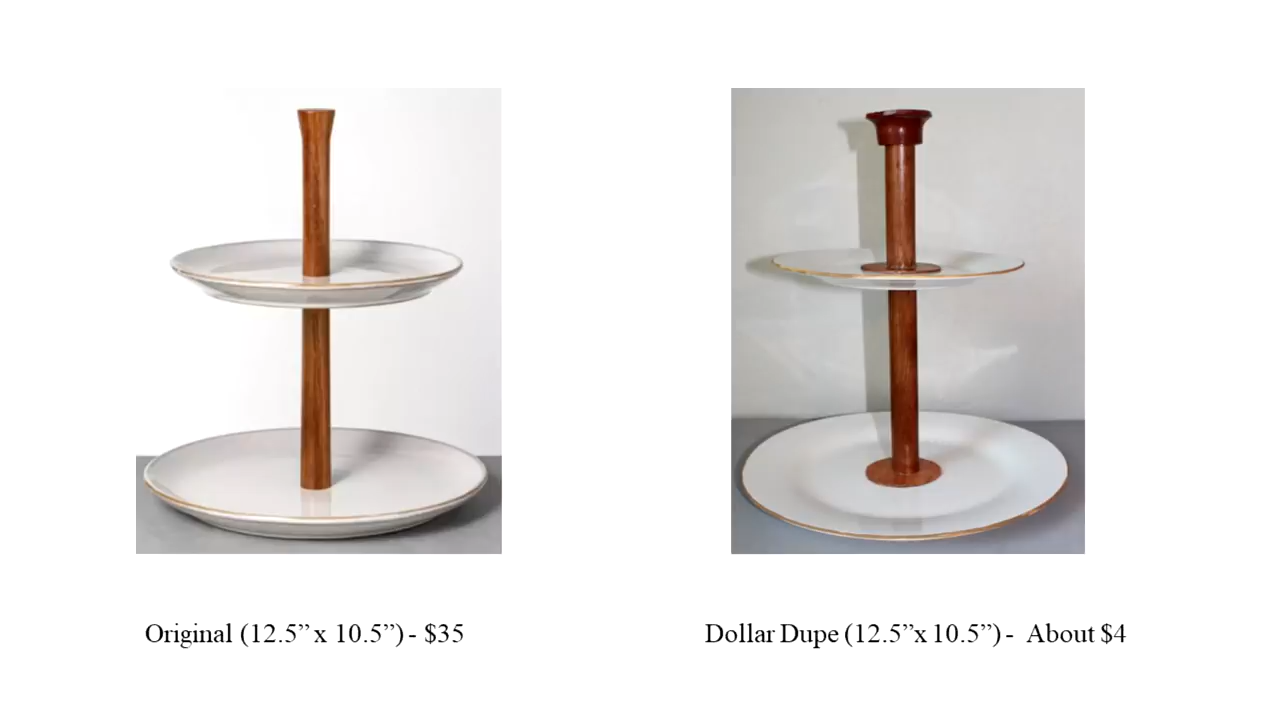 Original (12.5” x 10.5”) - $35
Dollar Dupe (12.5”x 10.5”) - About $4